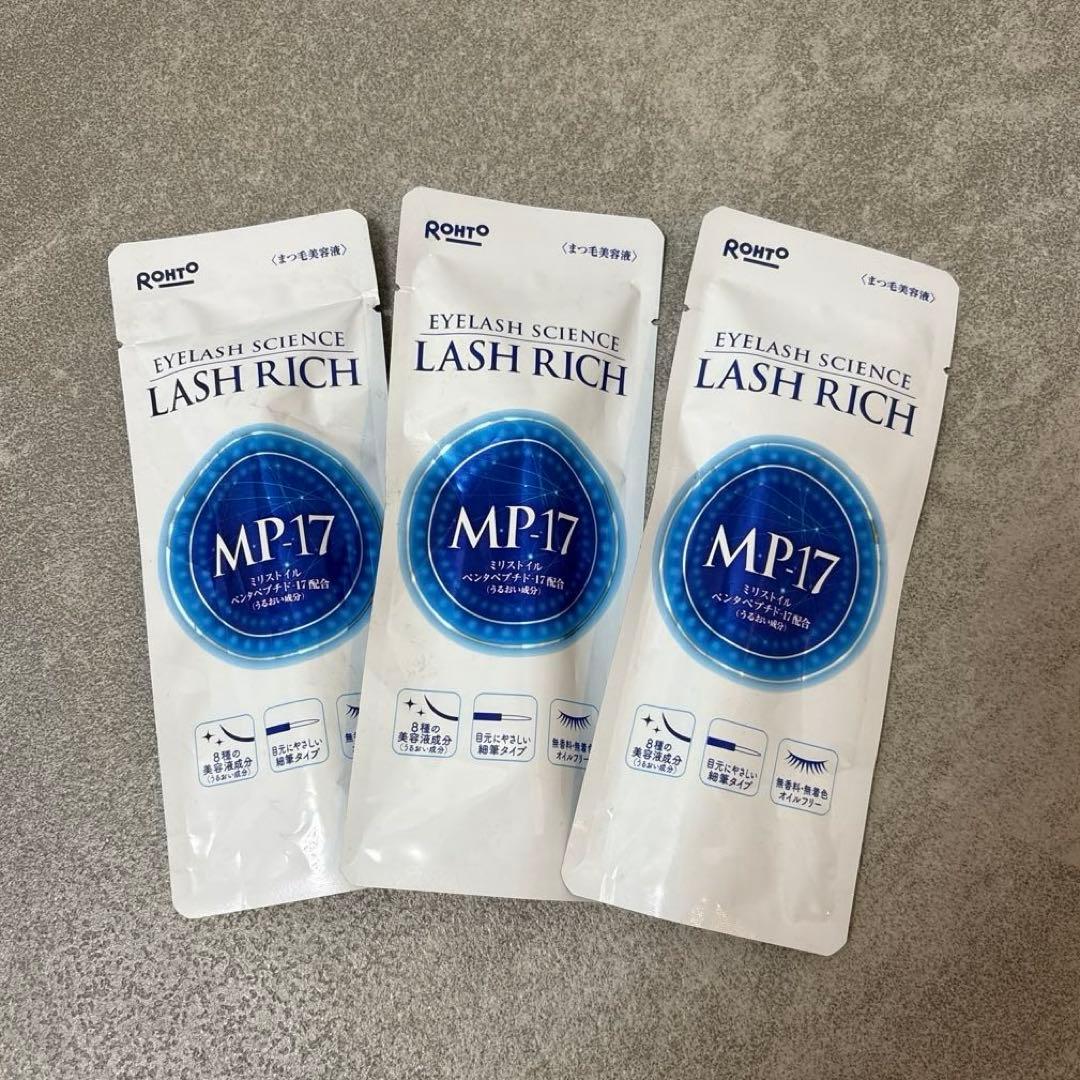 ROHTO
〈まつ毛美容液〉
EYELASH SCIENCE
LASH RICH
MP-17
ミリストイル
ペンタペプチド-17配合
(うるおい成分)
8種の
美容液成分
(うるおい成分)
目元にやさしい
細筆タイプ
無
オ
ROHTO
〈まつ毛美容液〉
EYELASH SCIENCE
LASH RICH
MP-17
ミリストイル
ペンタペプチド-17配合
(うるおい成分)
8種の
美容液成分
(うるおい成分)
目元にやさしい
細筆タイプ
無香料・無着色
オイルフリー
ROHTO
〈まつ毛美容液〉
EYELASH SCIENCE
LASH RICH
MP-17
ミリストイル
ペンタペプチド-17配合
(うるおい成分)
8種の
美容液成分
(うるおい成分)
目元にやさしい
細筆タイプ
無香料・無着色
オイルフリー